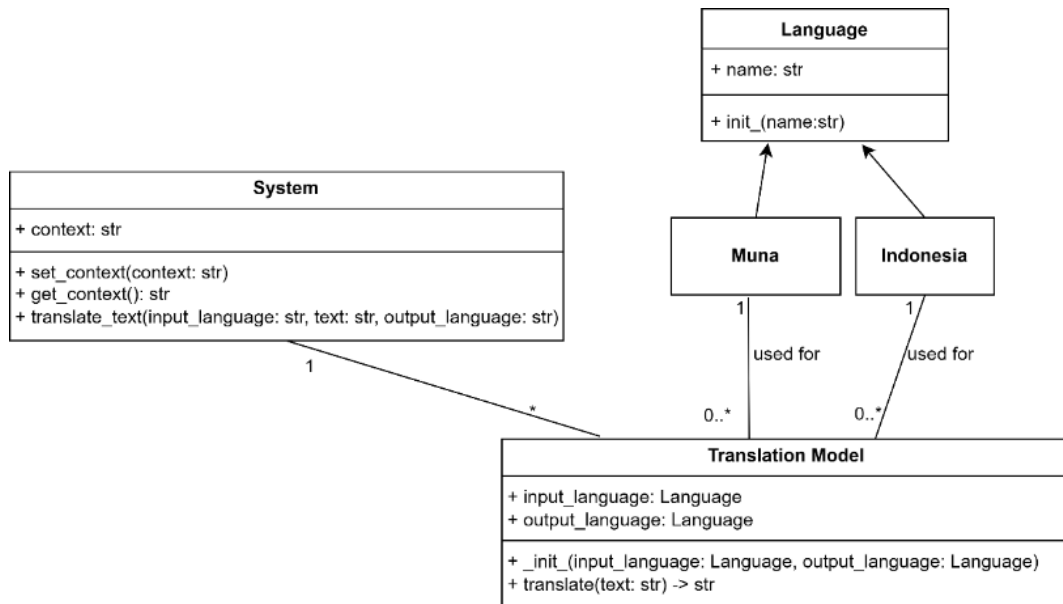 Language
+ name: str
+ init_(name:str)
System
+ context: str
+ set_context(context: str)
+ get_context(): str
+ translate_text(input_language: str, text: str, output_language: str)
Muna
Indonesia
1
1
used for
used for
1
*
0..*
0..*
Translation Model
+ input_language: Language
+ output_language: Language
+ _init_(input_language: Language, output_language: Language)
+ translate(text: str) -> str